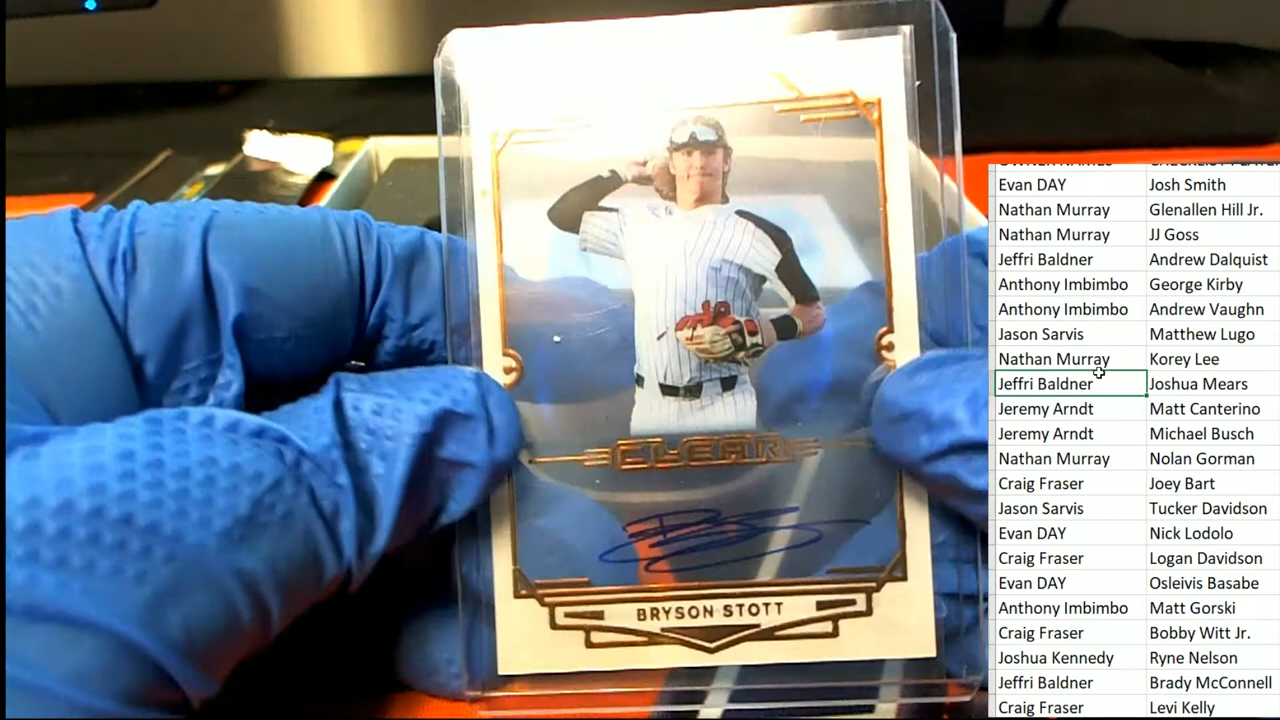 CLEAR
BRYSON STOTT
Evan DAY Josh Smith
Nathan Murray Glenallen Hill Jr.
Nathan Murray JJ Goss
Jeffri Baldner Andrew Dalquist
Anthony Imbimbo George Kirby
Anthony Imbimbo Andrew Vaughn
Jason Sarvis Matthew Lugo
Nathan Murray Korey Lee
Jeffri Baldner Joshua Mears
Jeremy Arndt Matt Canterino
Jeremy Arndt Michael Busch
Nathan Murray Nolan Gorman
Craig Fraser Joey Bart
Jason Sarvis Tucker Davidson
Evan DAY Nick Lodolo
Craig Fraser Logan Davidson
Evan DAY Osleivis Basabe
Anthony Imbimbo Matt Gorski
Craig Fraser Bobby Witt Jr.
Joshua Kennedy Ryne Nelson
Jeffri Baldner Brady McConnell
Craig Fraser Levi Kelly